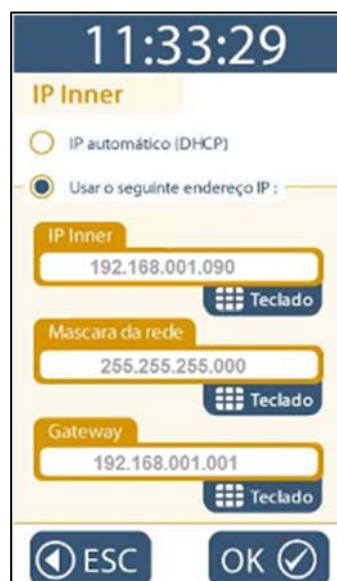 11:33:29
IP Inner
IP automático (DHCP)
Usar o seguinte endereço IP :
IP Inner
192.168.001.090
Teclado
Mascara da rede
255.255.255.000
Teclado
Gateway
192.168.001.001
Teclado
ESC OK